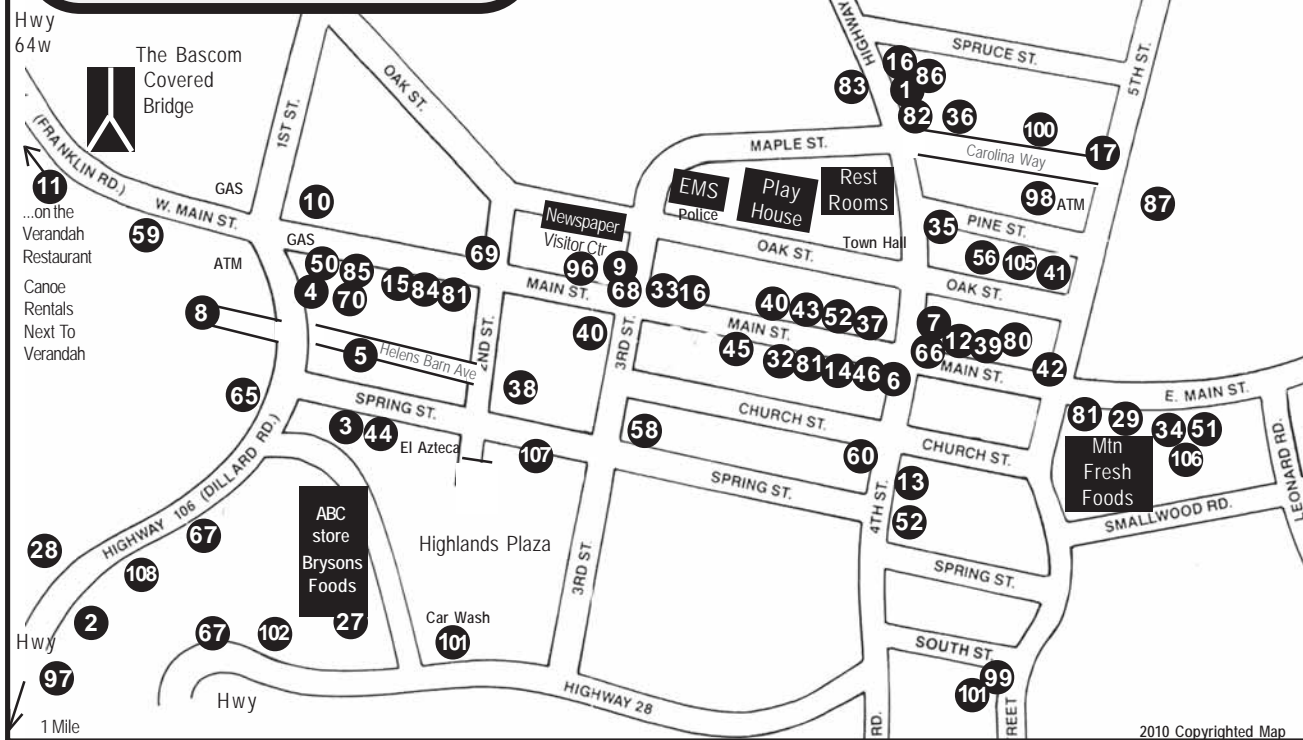 Hwy
64w
The Bascom
Covered
Bridge
(FRANKLIN RD.)
11
...on the
Verandah
Restaurant
Canoe
Rentals
Next To
Verandah
W. MAIN ST.
59
1ST ST.
OAK ST.
GAS
10
GAS
ATM
50
85
4
70
15
84
81
69
8
5
Helens Barn Ave
2ND ST.
65
SPRING ST.
3
44
El Azteca
38
107
HIGHWAY 106 (DILLARD RD.)
67
28
108
2
Hwy
97
1 Mile
ABC
store
Brysons
Foods
27
67
102
Hwy
Highlands Plaza
Car Wash
101
HIGHWAY 28
3RD ST.
Newspaper
Visitor Ctr
96
9
MAIN ST.
68
33
16
40
3RD ST.
58
MAPLE ST.
EMS
Police
Play
House
Rest
Rooms
OAK ST.
Town Hall
40
43
52
37
MAIN ST.
45
32
81
14
46
6
CHURCH ST.
60
SPRING ST.
4TH ST.
HIGHWAY
83
16
86
1
82
36
100
SPRUCE ST.
5TH ST.
17
Carolina Way
98
ATM
87
35
PINE ST.
56
105
41
OAK ST.
7
12
39
80
66
MAIN ST.
42
E. MAIN ST.
81
29
34
51
106
Mtn
Fresh
Foods
LEONARD RD.
SMALLWOOD RD.
CHURCH ST.
13
52
SPRING ST.
SOUTH ST.
99
101
RD.
REET
2010 Copyrighted Map